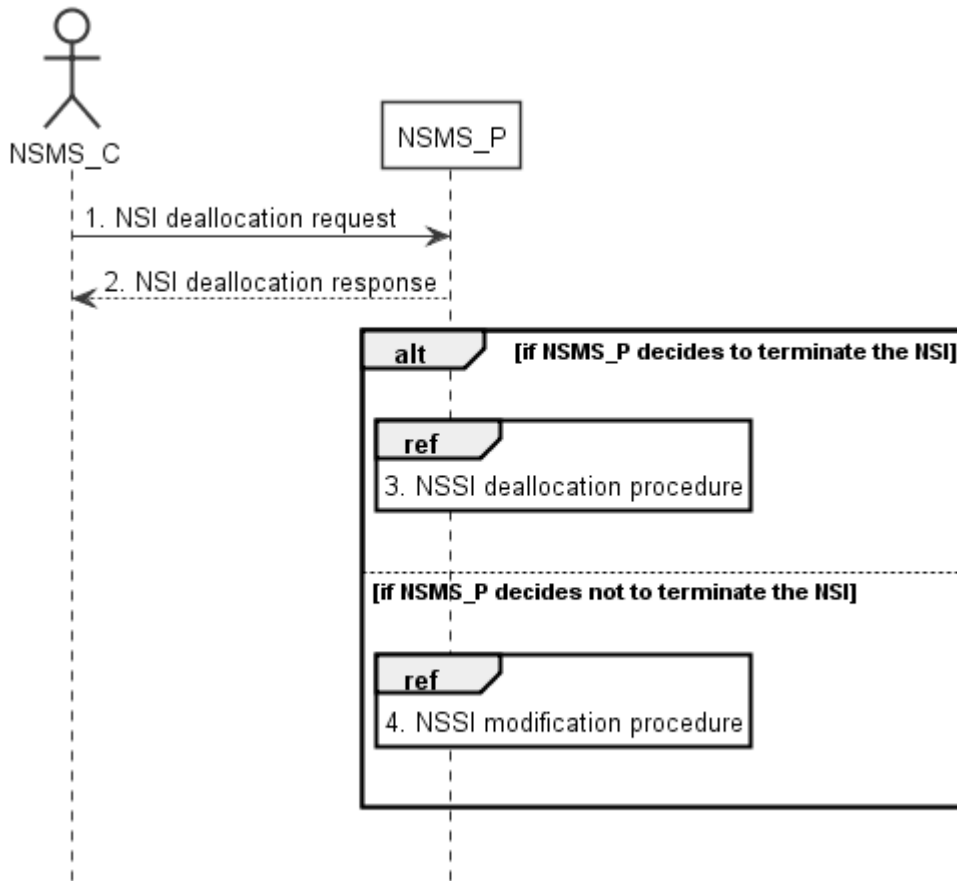 NSMS_C
NSMS_P
1. NSI deallocation request
2. NSI deallocation response
alt [if NSMS_P decides to terminate the NSI]
ref
3. NSSI deallocation procedure
[if NSMS_P decides not to terminate the NSI]
ref
4. NSSI modification procedure